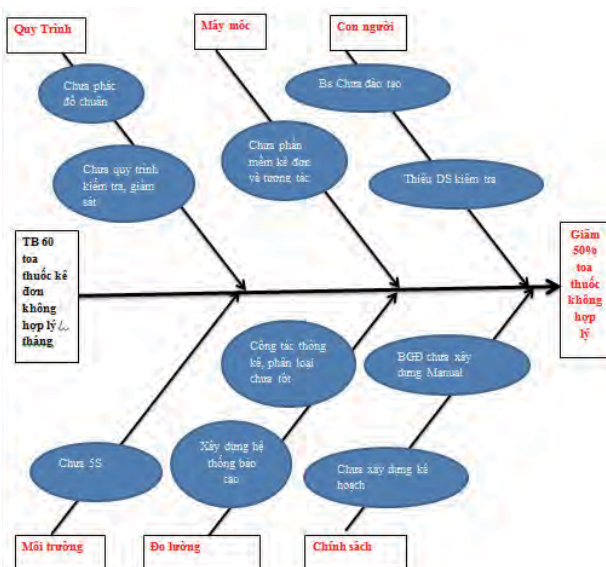 Quy Trình
Máy móc
Con người
Chưa phác
đồ chuẩn
Bs Chưa đào tạo
Chưa quy trình
kiểm tra, giám
sát
Chưa phần
mềm kê đơn
và tương tác
Thiếu DS kiểm tra
TB 60
toa
thuốc kê
đơn
không
hợp lý /
tháng
Giảm
50%
toa
thuốc
không
hợp
lý
Công tác thống
kê, phân loại
chưa tốt
BGĐ chưa xây
dựng Manual
Chưa 5S
Xây dựng hệ
thống báo
cáo
Chưa xây dựng kế
hoạch
Môi trường
Đo lường
Chính sách